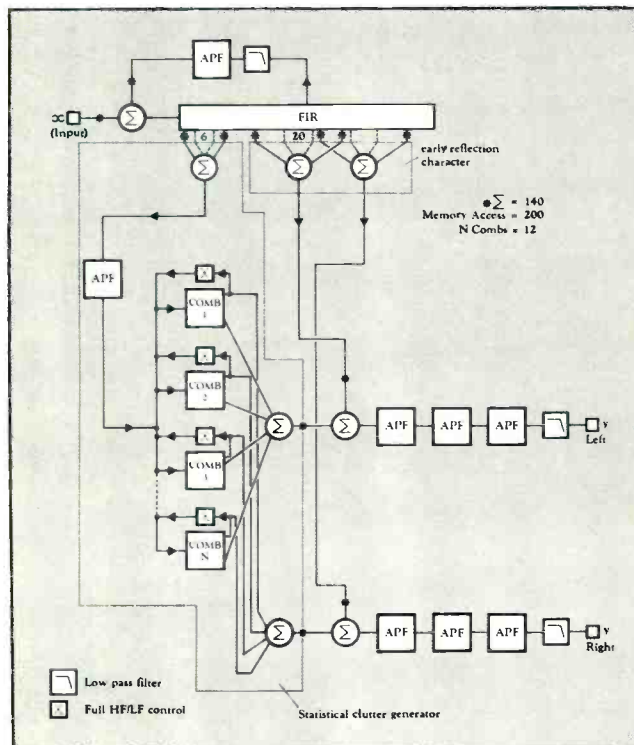 APF
∝
(Input)
Σ
FIR
6
20
Σ
Σ
Σ
early reflection
character
●Σ = 140
Memory Access = 200
N Combs = 12
APF
COMB
1
COMB
2
COMB
3
COMB
N
Σ
Σ
APF
APF
APF
y
Left
Σ
Σ
APF
APF
APF
y
Right
Low pass filter
Full HF/LF control
Statistical clutter generator